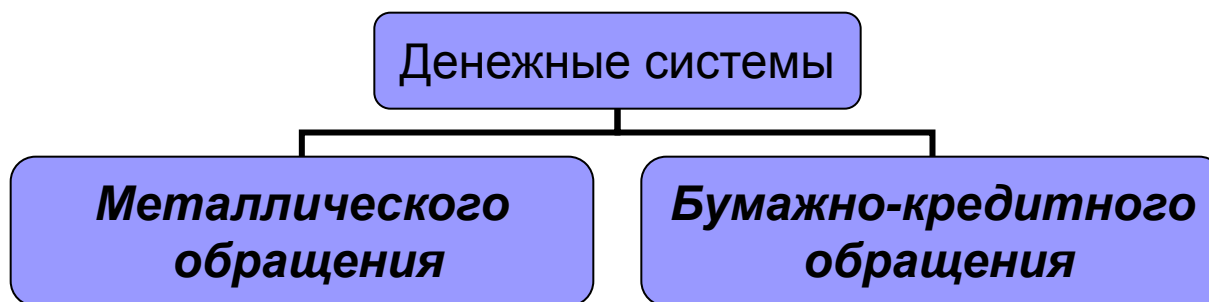 Денежные системы
Металлического
обращения
Бумажно-кредитного
обращения